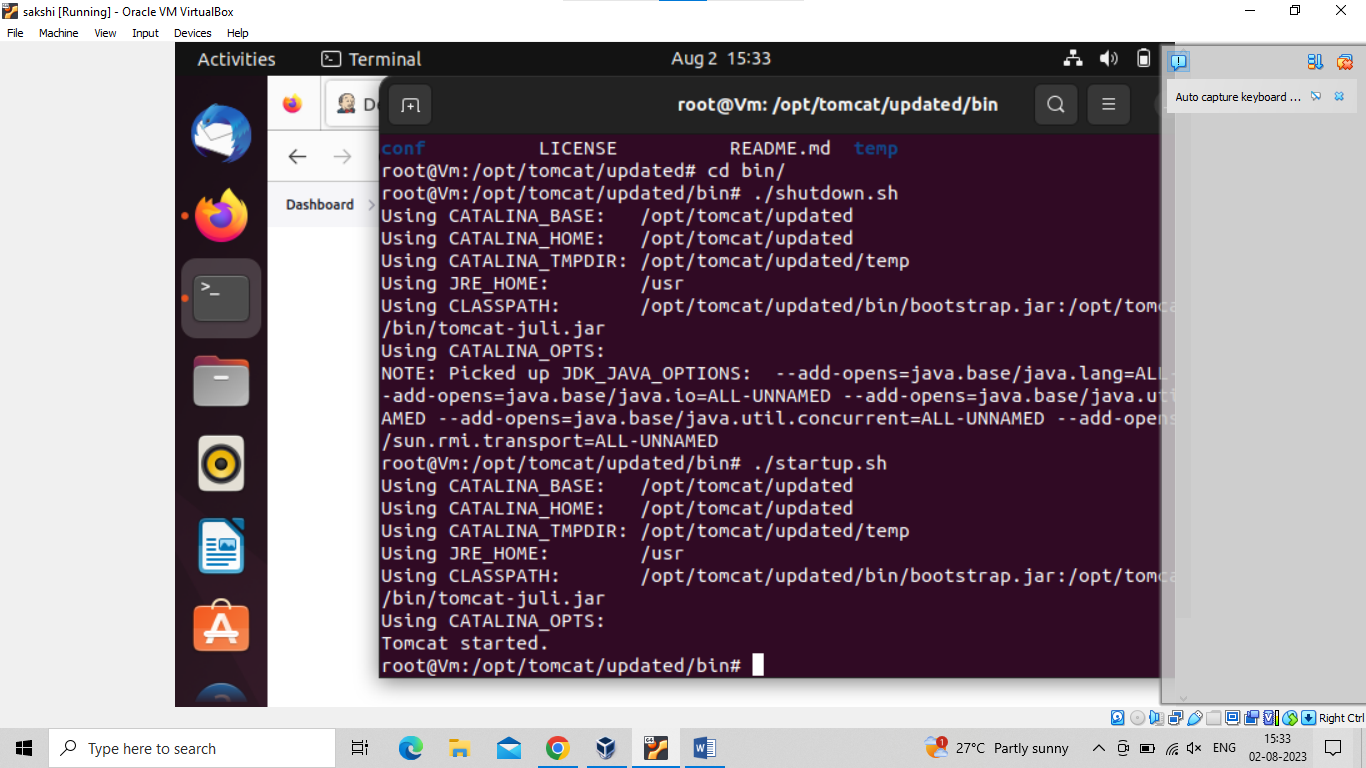 sakshi [Running] - Oracle VM VirtualBox
File Machine View Input Devices Help
Activities Terminal Aug 2 15:33
root@Vm: /opt/tomcat/updated/bin
Auto capture keyboard ...
Dashboard
conf LICENSE README.md temp
root@Vm:/opt/tomcat/updated# cd bin/
root@Vm:/opt/tomcat/updated/bin# ./shutdown.sh
Using CATALINA_BASE: /opt/tomcat/updated
Using CATALINA_HOME: /opt/tomcat/updated
Using CATALINA_TMPDIR: /opt/tomcat/updated/temp
Using JRE_HOME: /usr
Using CLASSPATH: /opt/tomcat/updated/bin/bootstrap.jar:/opt/tomca
/bin/tomcat-juli.jar
Using CATALINA_OPTS:
NOTE: Picked up JDK_JAVA_OPTIONS: --add-opens=java.base/java.lang=ALL-
-add-opens=java.base/java.io=ALL-UNNAMED --add-opens=java.base/java.uti
AMED --add-opens=java.base/java.util.concurrent=ALL-UNNAMED --add-opens
/sun.rmi.transport=ALL-UNNAMED
root@Vm:/opt/tomcat/updated/bin# ./startup.sh
Using CATALINA_BASE: /opt/tomcat/updated
Using CATALINA_HOME: /opt/tomcat/updated
Using CATALINA_TMPDIR: /opt/tomcat/updated/temp
Using JRE_HOME: /usr
Using CLASSPATH: /opt/tomcat/updated/bin/bootstrap.jar:/opt/tomca
/bin/tomcat-juli.jar
Using CATALINA_OPTS:
Tomcat started.
root@Vm:/opt/tomcat/updated/bin#
Right Ctrl
Type here to search
27°C Partly sunny
ENG
15:33
02-08-2023